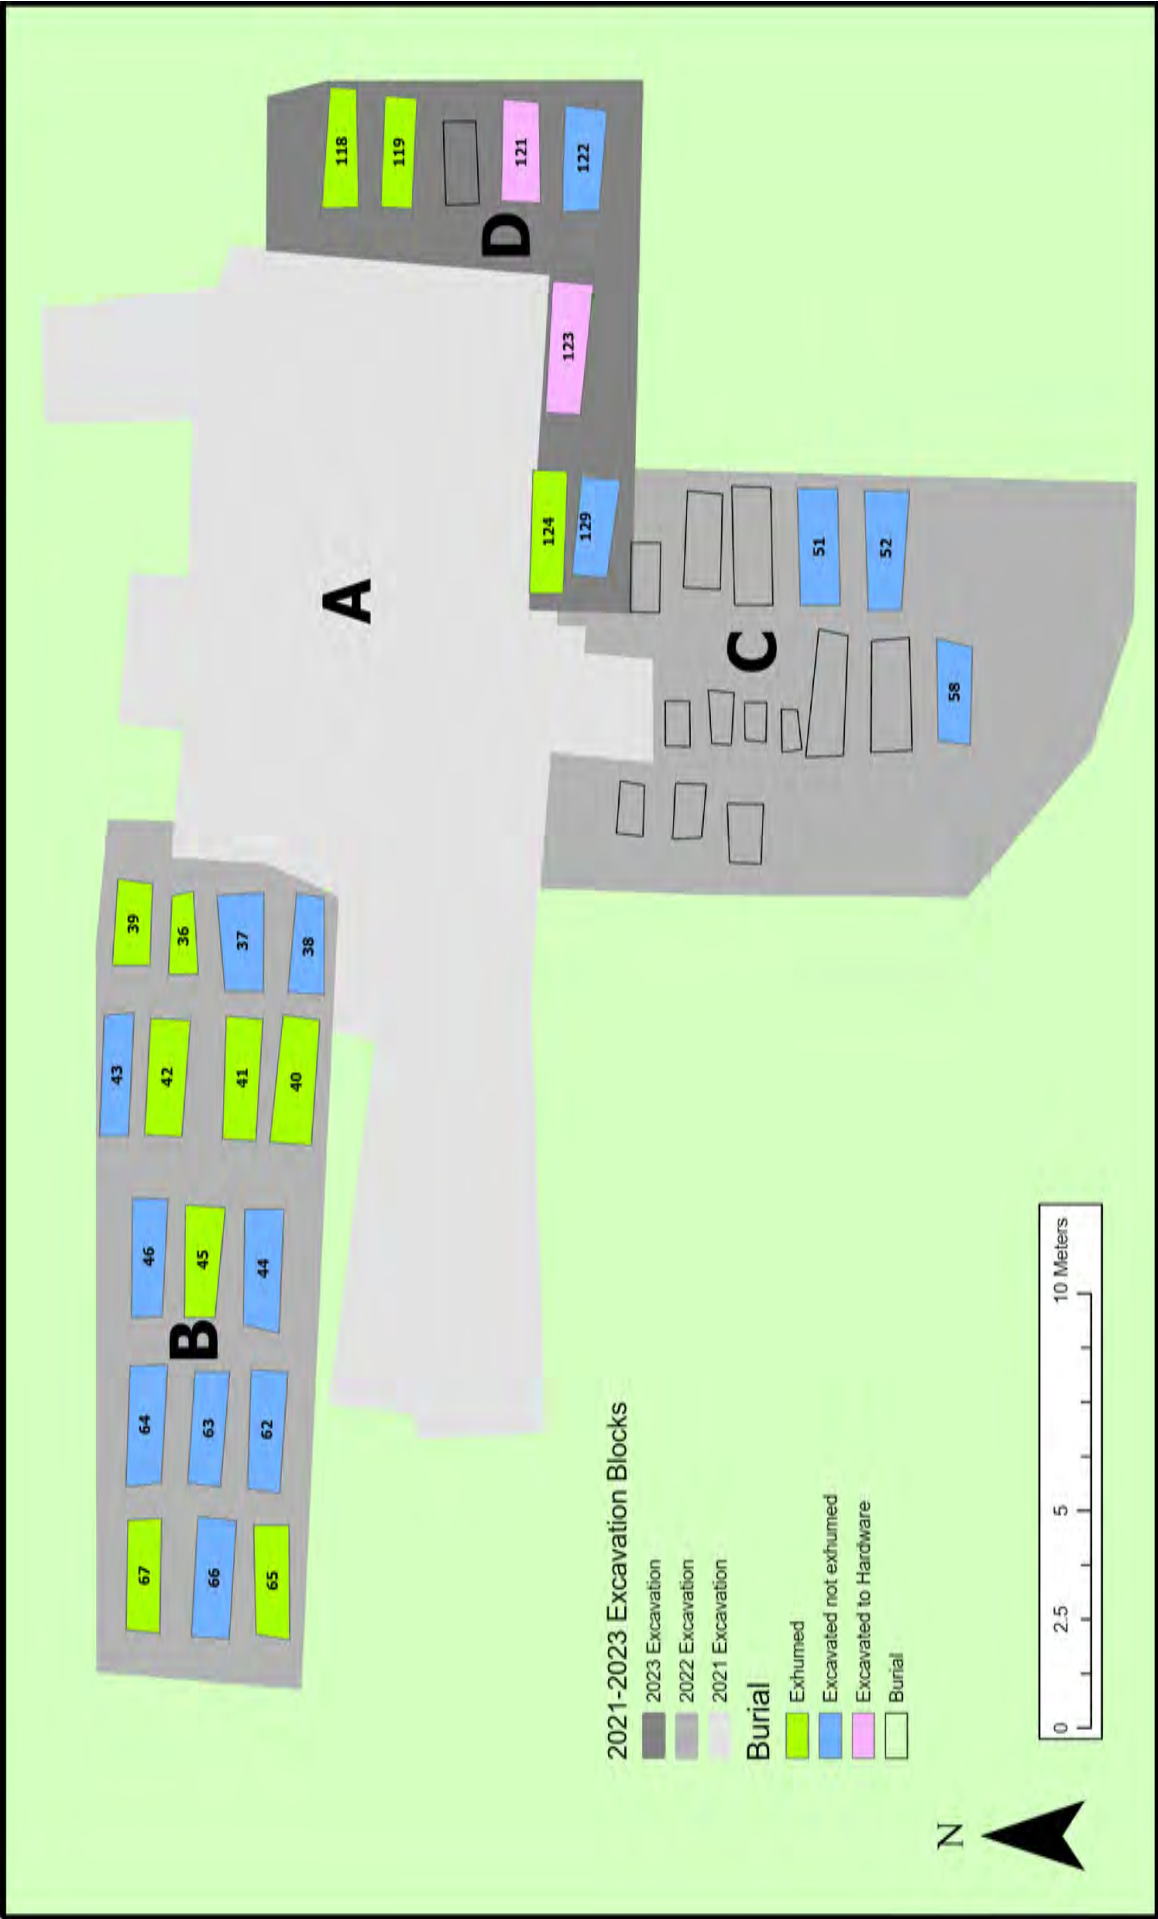 118
119
121
122
D
123
A
124
129
51
52
C
58
39
36
37
38
43
42
41
40
46
45
44
B
64
63
62
67
66
65
2021-2023 Excavation Blocks
2023 Excavation
2022 Excavation
2021 Excavation
Burial
Exhumed
Excavated not exhumed
Excavated to Hardware
Burial
0 2.5 5 10 Meters
N